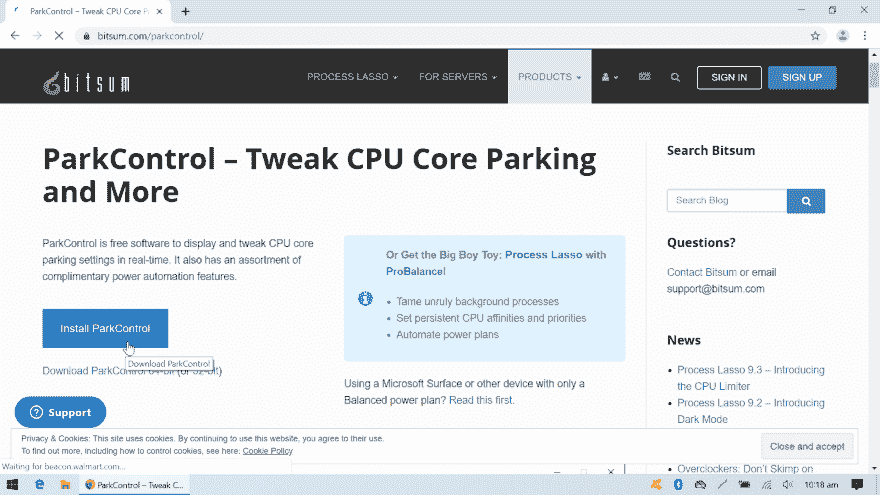 ParkControl – Tweak CPU Core P
bitsum.com/parkcontrol/
bitsum
PROCESS LASSO
FOR SERVERS
PRODUCTS
SIGN IN
SIGN UP
ParkControl – Tweak CPU Core Parking
and More
ParkControl is free software to display and tweak CPU core
parking settings in real-time. It also has an assortment of
complimentary power automation features.
Install ParkControl
Download ParkControl
Download ParkControl 64-bit (or 32-bit)
Or Get the Big Boy Toy: Process Lasso with
ProBalance!
Tame unruly background processes
Set persistent CPU affinities and priorities
Automate power plans
Using a Microsoft Surface or other device with only a
Balanced power plan? Read this first.
Search Bitsum
Search Blog
Questions?
Contact Bitsum or email
support@bitsum.com
News
Process Lasso 9.3 – Introducing
the CPU Limiter
Process Lasso 9.2 – Introducing
Dark Mode
Overclockers: Don't Skimp on
Support
Privacy & Cookies: This site uses cookies. By continuing to use this website, you agree to their use.
To find out more, including how to control cookies, see here: Cookie Policy
Close and accept
Waiting for beacon.walmart.com...
ParkControl – Tweak C...
10:18 am